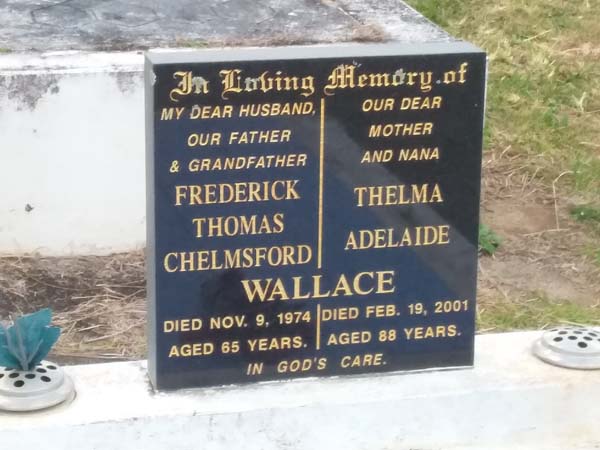 In Loving Memory of
MY DEAR HUSBAND,
OUR FATHER
& GRANDFATHER
FREDERICK
THOMAS
CHELMSFORD
OUR DEAR
MOTHER
AND NANA
THELMA
ADELAIDE
WALLACE
DIED NOV. 9, 1974
AGED 65 YEARS.
DIED FEB. 19, 2001
AGED 88 YEARS.
IN GOD'S CARE.